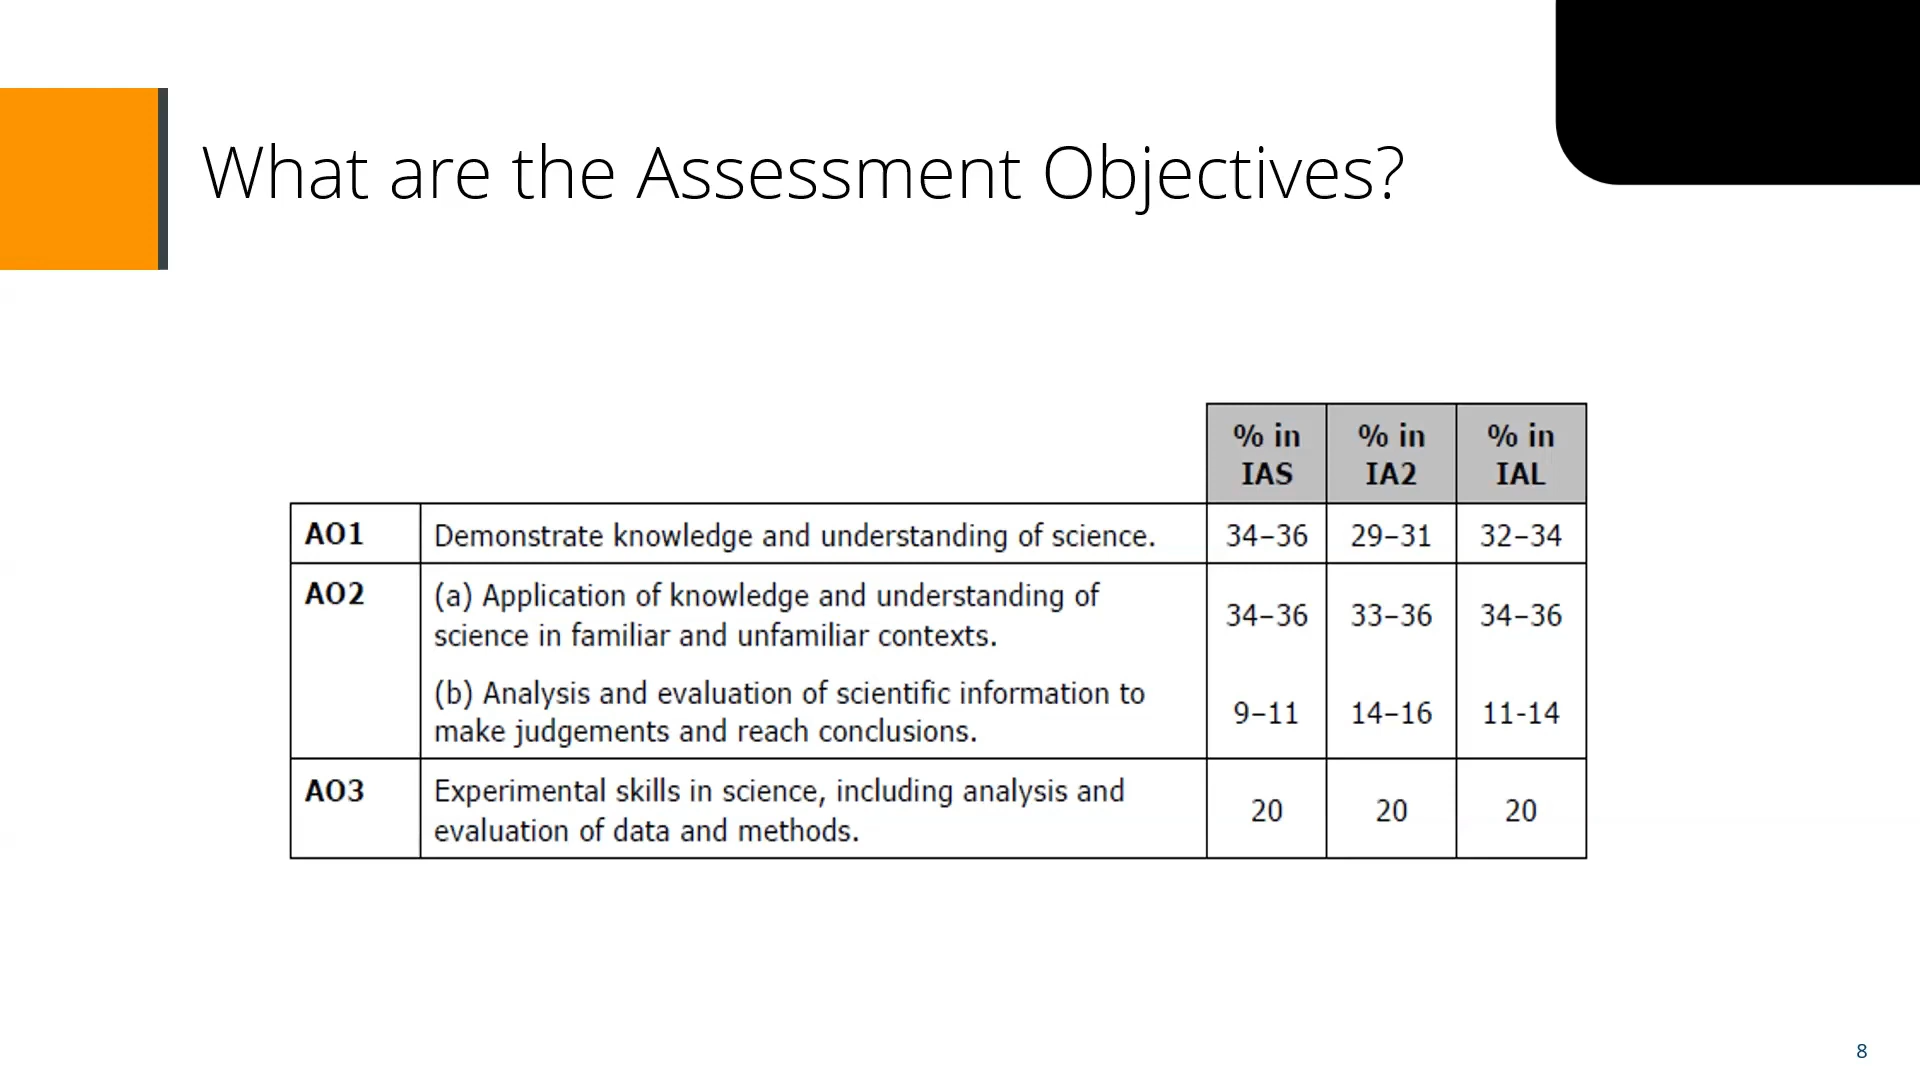 What are the Assessment Objectives?
% in % in % in
IAS IA2 IAL
AO1 Demonstrate knowledge and understanding of science. 34–36 29–31 32–34
AO2 (a) Application of knowledge and understanding of
science in familiar and unfamiliar contexts. 34–36 33–36 34–36
(b) Analysis and evaluation of scientific information to
make judgements and reach conclusions. 9–11 14–16 11-14
AO3 Experimental skills in science, including analysis and
evaluation of data and methods. 20 20 20
8